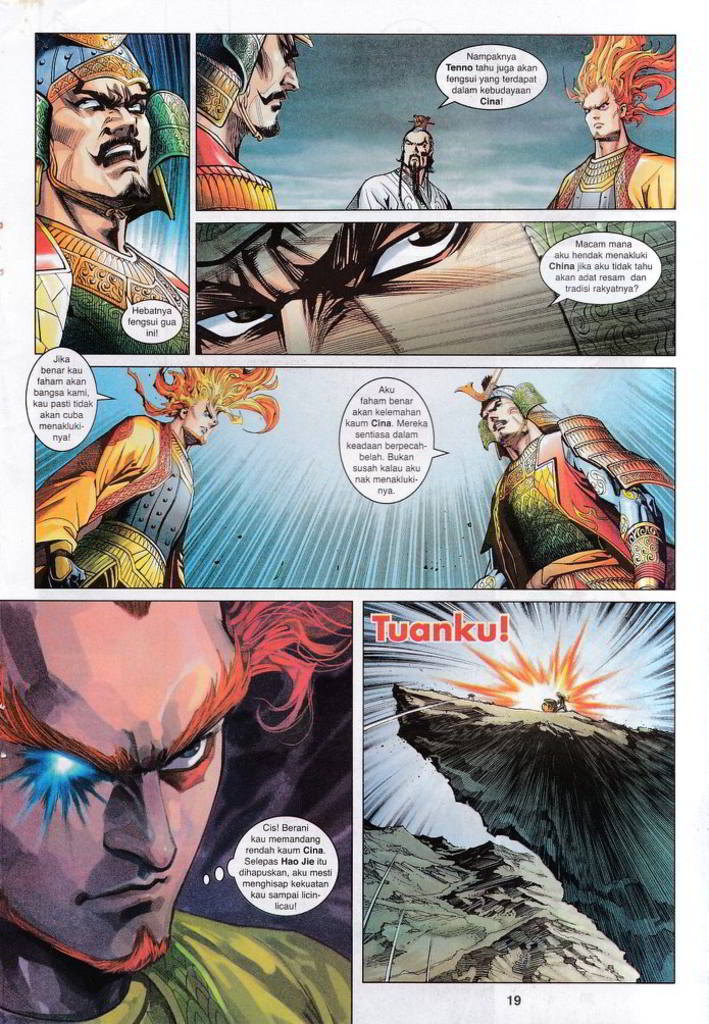 Hebatnya
fengsui gua
ini!
Nampaknya
Tenno tahu juga akan
fengsui yang terdapat
dalam kebudayaan
Cina!
Macam mana
aku hendak menakluki
China jika aku tidak tahu
akan adat resam dan
tradisi rakyatnya?
Jika
benar kau
faham akan
bangsa kami,
kau pasti tidak
akan cuba
menakluki-
nya!
Aku
faham benar
akan kelemahan
kaum Cina. Mereka
sentiasa dalam
keadaan berpecah-
belah. Bukan
susah kalau aku
nak menakluki-
nya.
Cis! Berani
kau memandang
rendah kaum Cina.
Selepas Hao Jie itu
dihapuskan, aku mesti
menghisap kekuatan
kau sampai licin-
licau!
Tuanku!
19